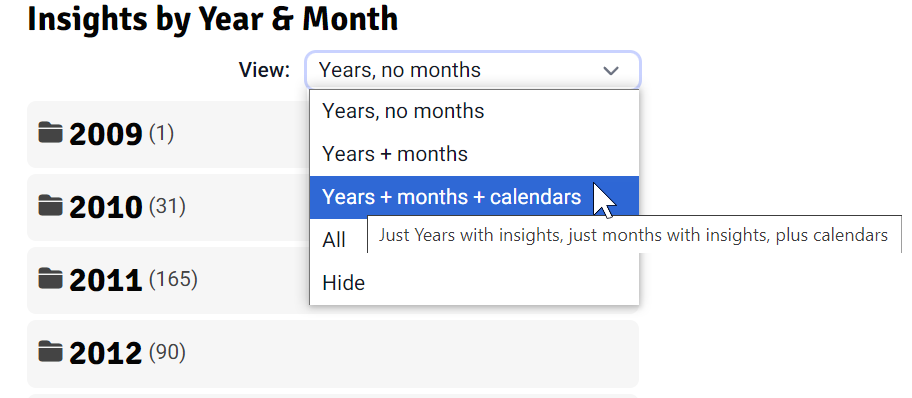 Insights by Year & Month
View: Years, no months
Years, no months
2009 (1)
Years + months
Years + months + calendars
2010 (31)
Just Years with insights, just months with insights, plus calendars
All
2011 (165)
Hide
2012 (90)